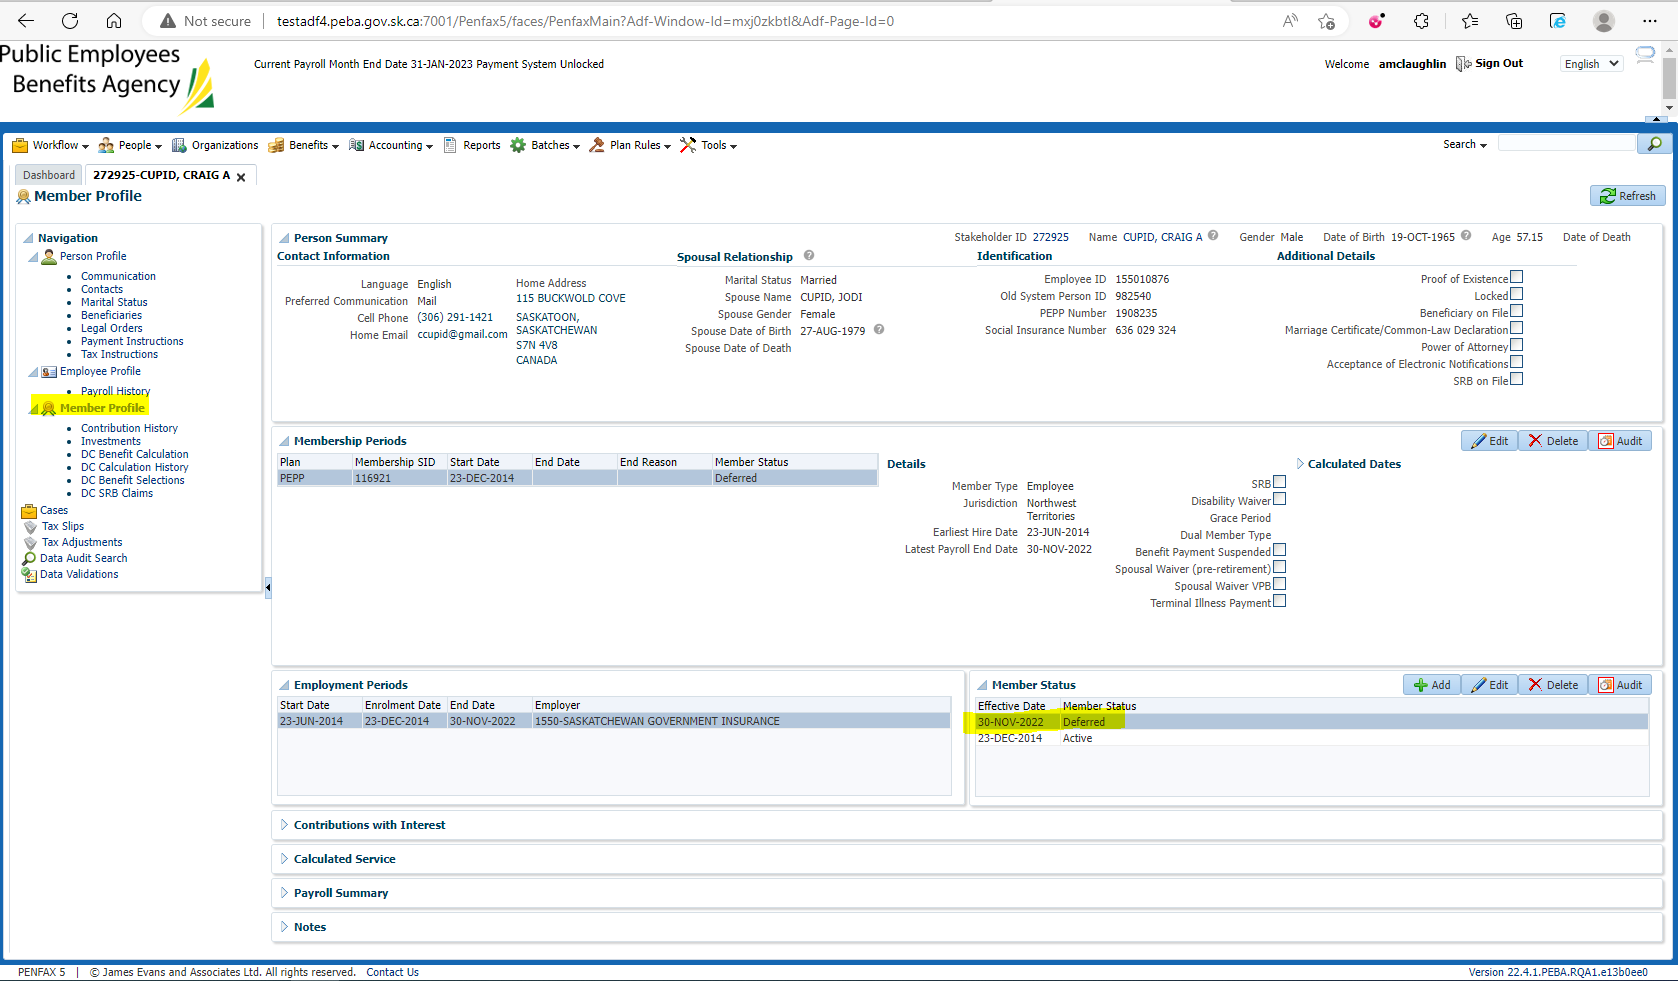 Not secure | testadf4.peba.gov.sk.ca:7001/Penfax5/faces/PenfaxMain?Adf-Window-Id=mxj0zkbtl&Adf-Page-Id=0
Public Employees
Benefits Agency
Current Payroll Month End Date 31-JAN-2023 Payment System Unlocked
Welcome amclaughlin Sign Out English
Workflow People Organizations Benefits Accounting Reports Batches Plan Rules Tools Search
Dashboard 272925-CUPID, CRAIG A
Member Profile
Refresh
Navigation
Person Profile
Communication
Contacts
Marital Status
Beneficiaries
Legal Orders
Payment Instructions
Tax Instructions
Employee Profile
Payroll History
Member Profile
Contribution History
Investments
DC Benefit Calculation
DC Calculation History
DC Benefit Selections
DC SRB Claims
Cases
Tax Slips
Tax Adjustments
Data Audit Search
Data Validations
Person Summary
Stakeholder ID 272925 Name CUPID, CRAIG A Gender Male Date of Birth 19-OCT-1965 Age 57.15 Date of Death
Contact Information
Language English
Preferred Communication Mail
Cell Phone (306) 291-1421
Home Email ccupid@gmail.com
Home Address
115 BUCKWOLD COVE
SASKATOON,
SASKATCHEWAN
S7N 4V8
CANADA
Spousal Relationship
Marital Status Married
Spouse Name CUPID, JODI
Spouse Gender Female
Spouse Date of Birth 27-AUG-1979
Spouse Date of Death
Identification
Employee ID 155010876
Old System Person ID 982540
PEPP Number 1908235
Social Insurance Number 636 029 324
Additional Details
Proof of Existence
Locked
Beneficiary on File
Marriage Certificate/Common-Law Declaration
Power of Attorney
Acceptance of Electronic Notifications
SRB on File
Membership Periods
Edit Delete Audit
Plan Membership SID Start Date End Date End Reason Member Status
PEPP 116921 23-DEC-2014 Deferred
Details
Member Type Employee
Jurisdiction Northwest
Territories
Earliest Hire Date 23-JUN-2014
Latest Payroll End Date 30-NOV-2022
SRB
Disability Waiver
Grace Period
Dual Member Type
Benefit Payment Suspended
Spousal Waiver (pre-retirement)
Spousal Waiver VPB
Terminal Illness Payment
Calculated Dates
Employment Periods
Start Date Enrolment Date End Date Employer
23-JUN-2014 23-DEC-2014 30-NOV-2022 1550-SASKATCHEWAN GOVERNMENT INSURANCE
Member Status
Add Edit Delete Audit
Effective Date Member Status
30-NOV-2022 Deferred
23-DEC-2014 Active
Contributions with Interest
Calculated Service
Payroll Summary
Notes
PENFAX 5 | © James Evans and Associates Ltd. All rights reserved. Contact Us
Version 22.4.1.PEBA.RQA1.e13b0ee0